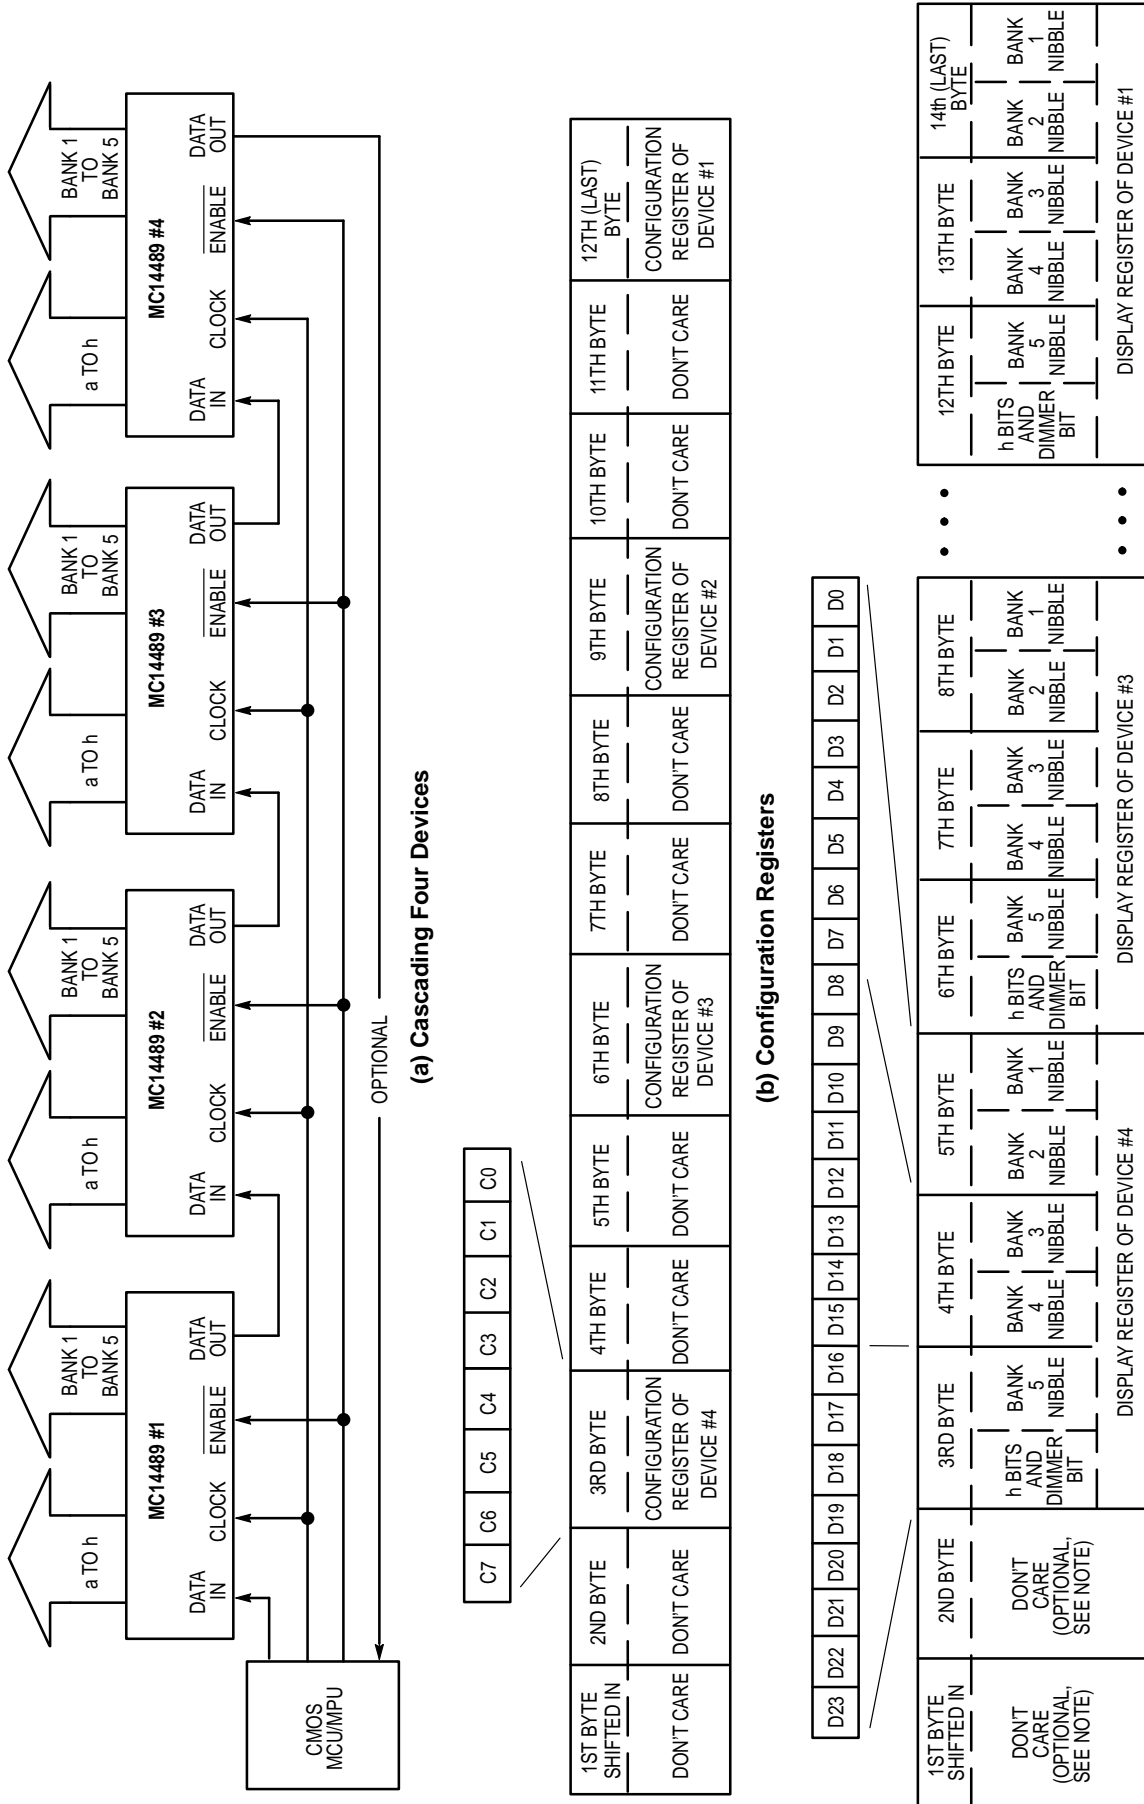 BANK 1
TO
BANK 5
a TO h
MC14489 #1
DATA
IN
CLOCK
ENABLE
DATA
OUT
BANK 1
TO
BANK 5
a TO h
MC14489 #2
DATA
IN
CLOCK
ENABLE
DATA
OUT
BANK 1
TO
BANK 5
a TO h
MC14489 #3
DATA
IN
CLOCK
ENABLE
DATA
OUT
BANK 1
TO
BANK 5
a TO h
MC14489 #4
DATA
IN
CLOCK
ENABLE
DATA
OUT
CMOS
MCU/MPU
OPTIONAL
(a) Cascading Four Devices
C7 C6 C5 C4 C3 C2 C1 C0
1ST BYTE
SHIFTED IN
DON'T CARE
2ND BYTE
DON'T CARE
3RD BYTE
CONFIGURATION
REGISTER OF
DEVICE #4
4TH BYTE
DON'T CARE
5TH BYTE
DON'T CARE
6TH BYTE
CONFIGURATION
REGISTER OF
DEVICE #3
7TH BYTE
DON'T CARE
8TH BYTE
DON'T CARE
9TH BYTE
CONFIGURATION
REGISTER OF
DEVICE #2
10TH BYTE
DON'T CARE
11TH BYTE
DON'T CARE
12TH (LAST)
BYTE
CONFIGURATION
REGISTER OF
DEVICE #1
(b) Configuration Registers
D23 D22 D21 D20 D19 D18 D17 D16 D15 D14 D13 D12 D11 D10 D9 D8 D7 D6 D5 D4 D3 D2 D1 D0
1ST BYTE
SHIFTED IN
DON'T
CARE
(OPTIONAL,
SEE NOTE)
2ND BYTE
DON'T
CARE
(OPTIONAL,
SEE NOTE)
3RD BYTE
h BITS
AND
DIMMER
BIT
BANK
5
NIBBLE
4TH BYTE
BANK
4
NIBBLE
BANK
3
NIBBLE
5TH BYTE
BANK
2
NIBBLE
BANK
1
NIBBLE
DISPLAY REGISTER OF DEVICE #4
6TH BYTE
h BITS
AND
DIMMER
BIT
BANK
5
NIBBLE
7TH BYTE
BANK
4
NIBBLE
BANK
3
NIBBLE
8TH BYTE
BANK
2
NIBBLE
BANK
1
NIBBLE
DISPLAY REGISTER OF DEVICE #3
• • •
• • •
12TH BYTE
h BITS
AND
DIMMER
BIT
BANK
5
NIBBLE
13TH BYTE
BANK
4
NIBBLE
BANK
3
NIBBLE
14th (LAST)
BYTE
BANK
2
NIBBLE
BANK
1
NIBBLE
DISPLAY REGISTER OF DEVICE #1